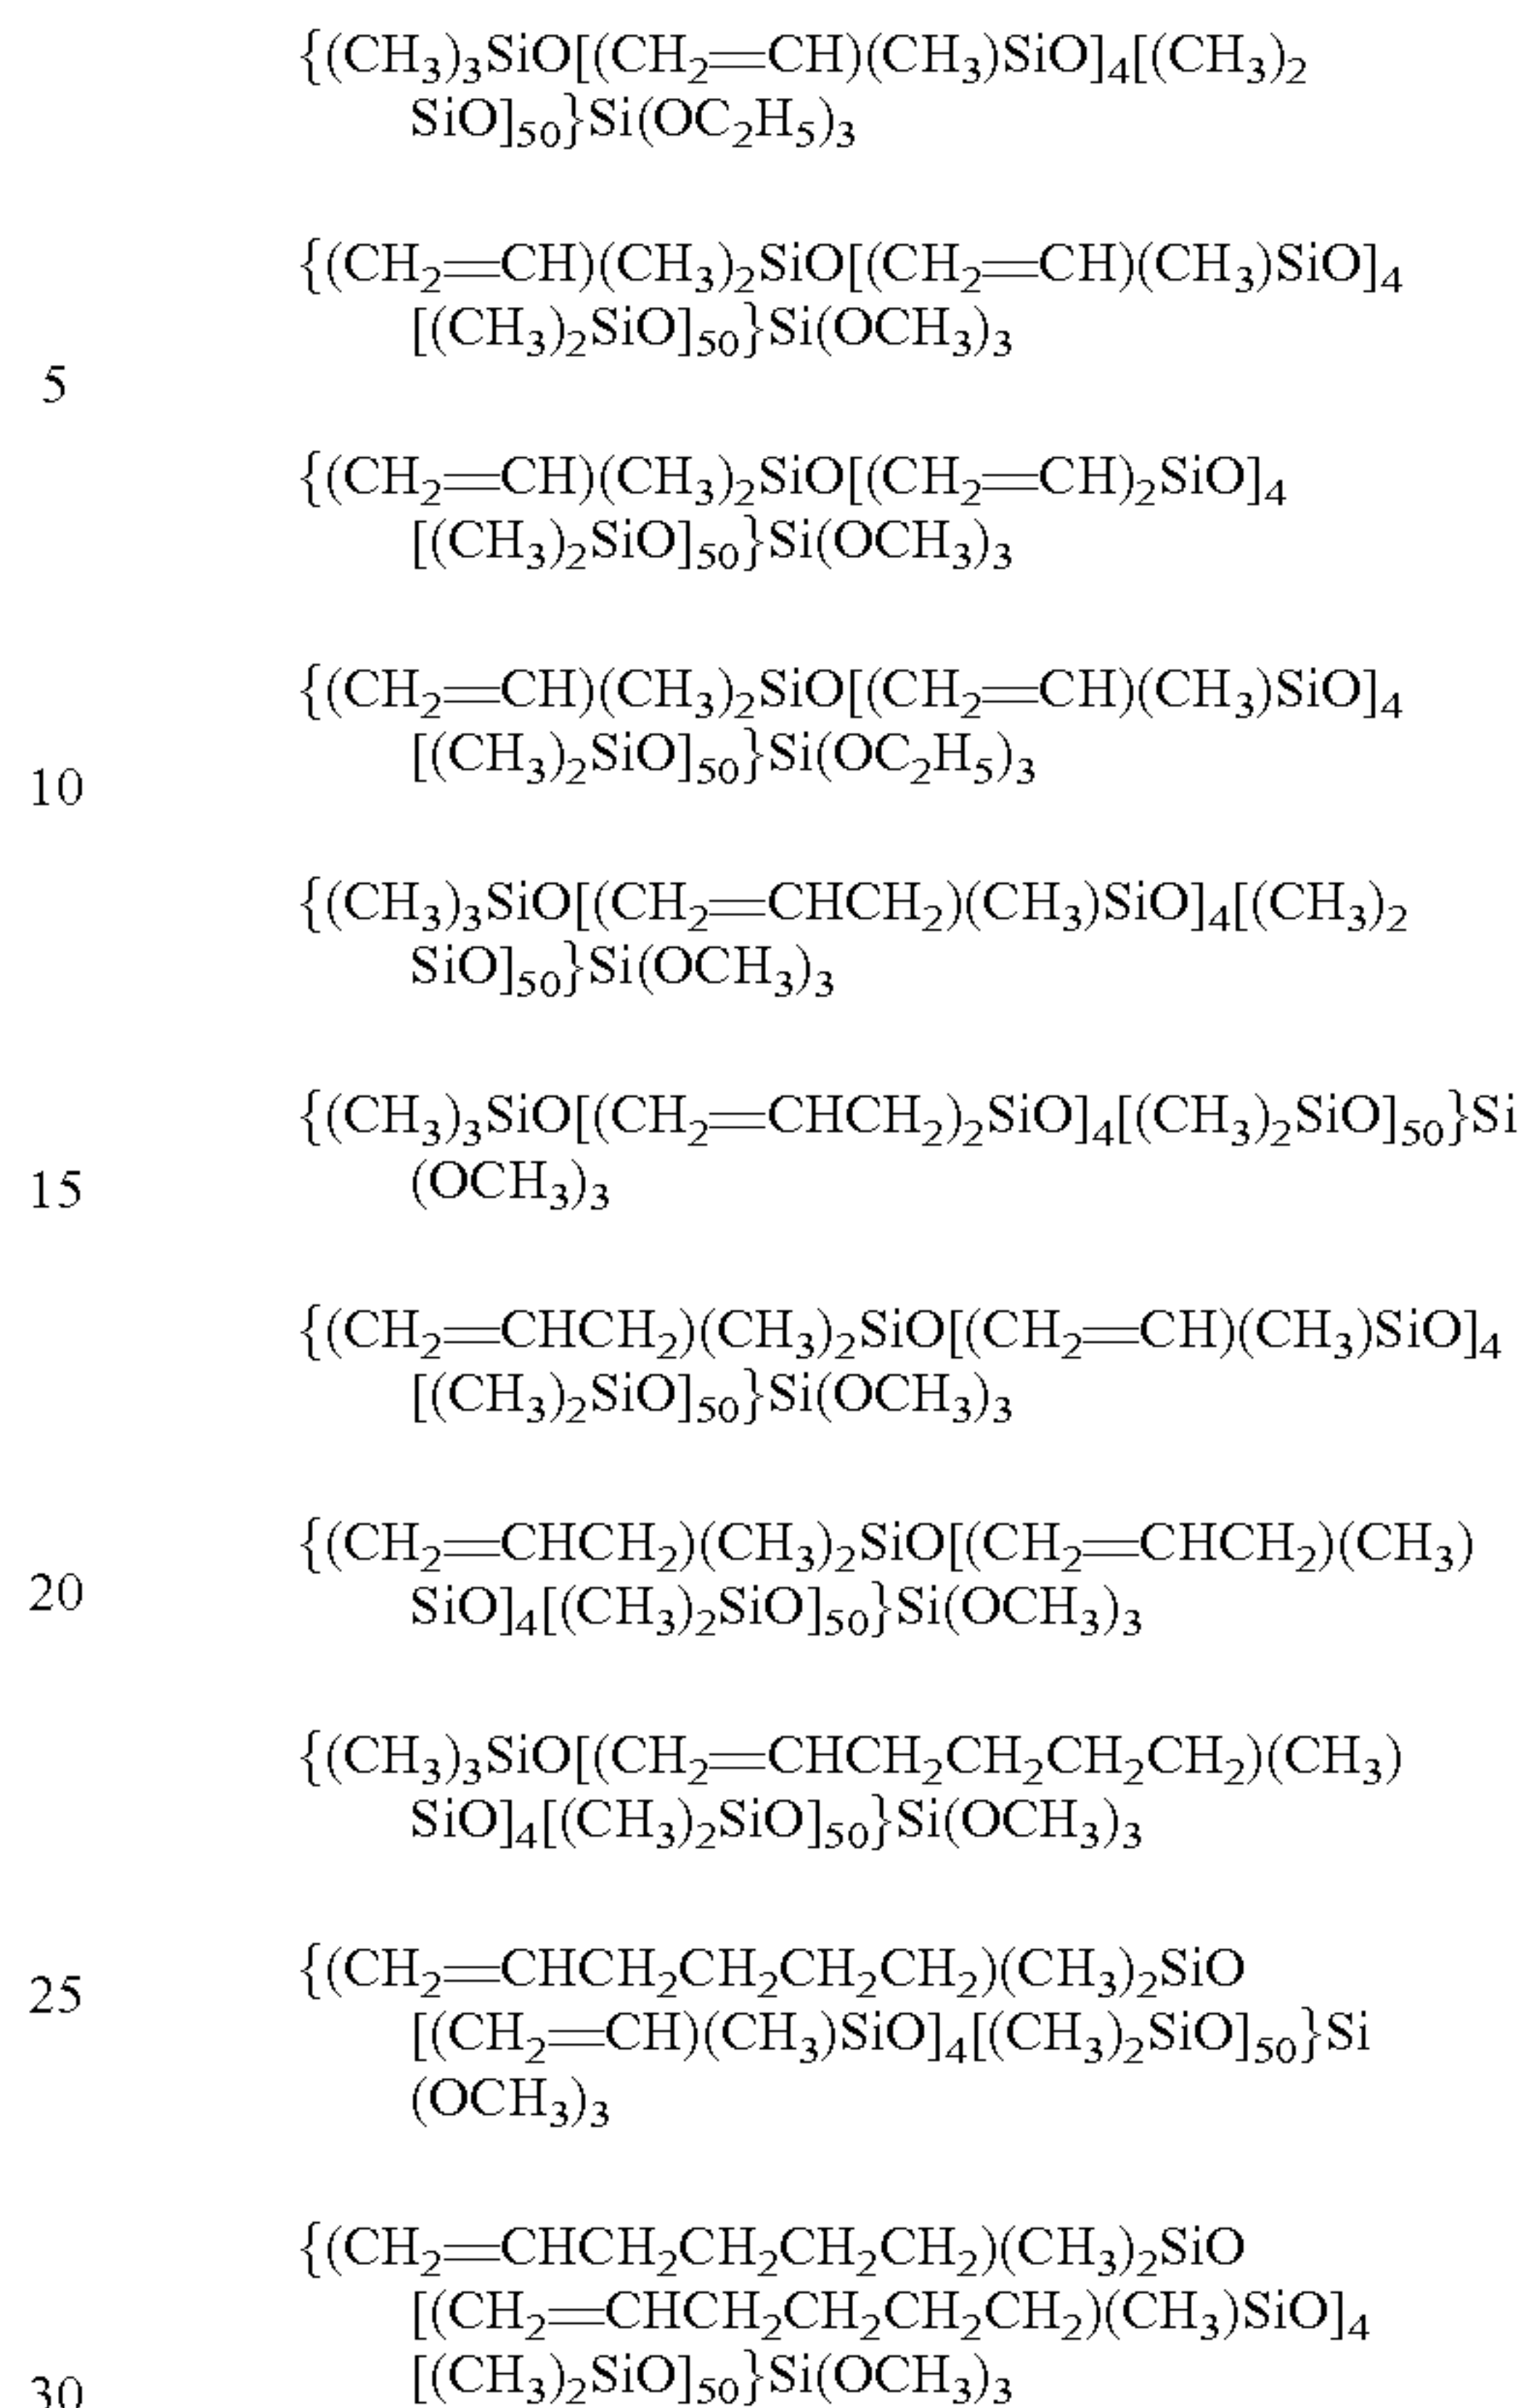 {(CH₃)₃SiO[(CH₂=CH)(CH₃)SiO]₄[(CH₃)₂
SiO]₅₀}Si(OC₂H₅)₃
{(CH₂=CH)(CH₃)₂SiO[(CH₂=CH)(CH₃)SiO]₄
[(CH₃)₂SiO]₅₀}Si(OCH₃)₃
5
{(CH₂=CH)(CH₃)₂SiO[(CH₂=CH)₂SiO]₄
[(CH₃)₂SiO]₅₀}Si(OCH₃)₃
{(CH₂=CH)(CH₃)₂SiO[(CH₂=CH)(CH₃)SiO]₄
[(CH₃)₂SiO]₅₀}Si(OC₂H₅)₃
10
{(CH₃)₃SiO[(CH₂=CHCH₂)(CH₃)SiO]₄[(CH₃)₂
SiO]₅₀}Si(OCH₃)₃
{(CH₃)₃SiO[(CH₂=CHCH₂)₂SiO]₄[(CH₃)₂SiO]₅₀}Si
15
(OCH₃)₃
{(CH₂=CHCH₂)(CH₃)₂SiO[(CH₂=CH)(CH₃)SiO]₄
[(CH₃)₂SiO]₅₀}Si(OCH₃)₃
{(CH₂=CHCH₂)(CH₃)₂SiO[(CH₂=CHCH₂)(CH₃)
20
SiO]₄[(CH₃)₂SiO]₅₀}Si(OCH₃)₃
{(CH₃)₃SiO[(CH₂=CHCH₂CH₂CH₂CH₂)(CH₃)
SiO]₄[(CH₃)₂SiO]₅₀}Si(OCH₃)₃
{(CH₂=CHCH₂CH₂CH₂CH₂)(CH₃)₂SiO
25
[(CH₂=CH)(CH₃)SiO]₄[(CH₃)₂SiO]₅₀}Si
(OCH₃)₃
{(CH₂=CHCH₂CH₂CH₂CH₂)(CH₃)₂SiO
[(CH₂=CHCH₂CH₂CH₂CH₂)(CH₃)SiO]₄
[(CH₃)₂SiO]₅₀}Si(OCH₃)₃
30